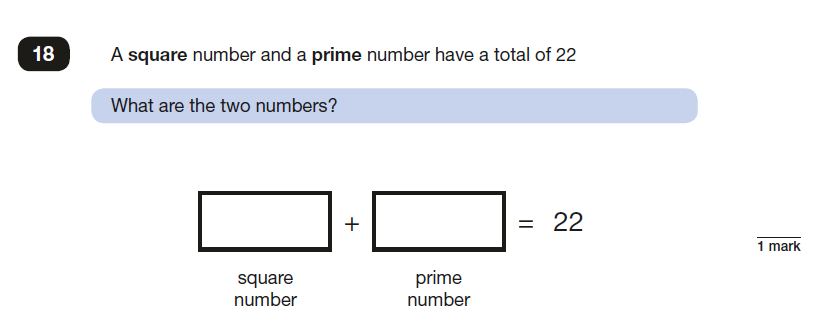 18 A square number and a prime number have a total of 22
What are the two numbers?
+ = 22
1 mark
square number
prime number